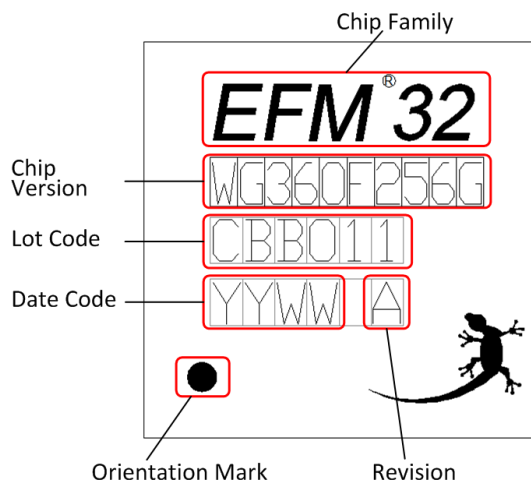 Chip Family
EFM® 32
Chip Version
WG360F256G
Lot Code
CBB011
Date Code
YYWW A
Orientation Mark
Revision